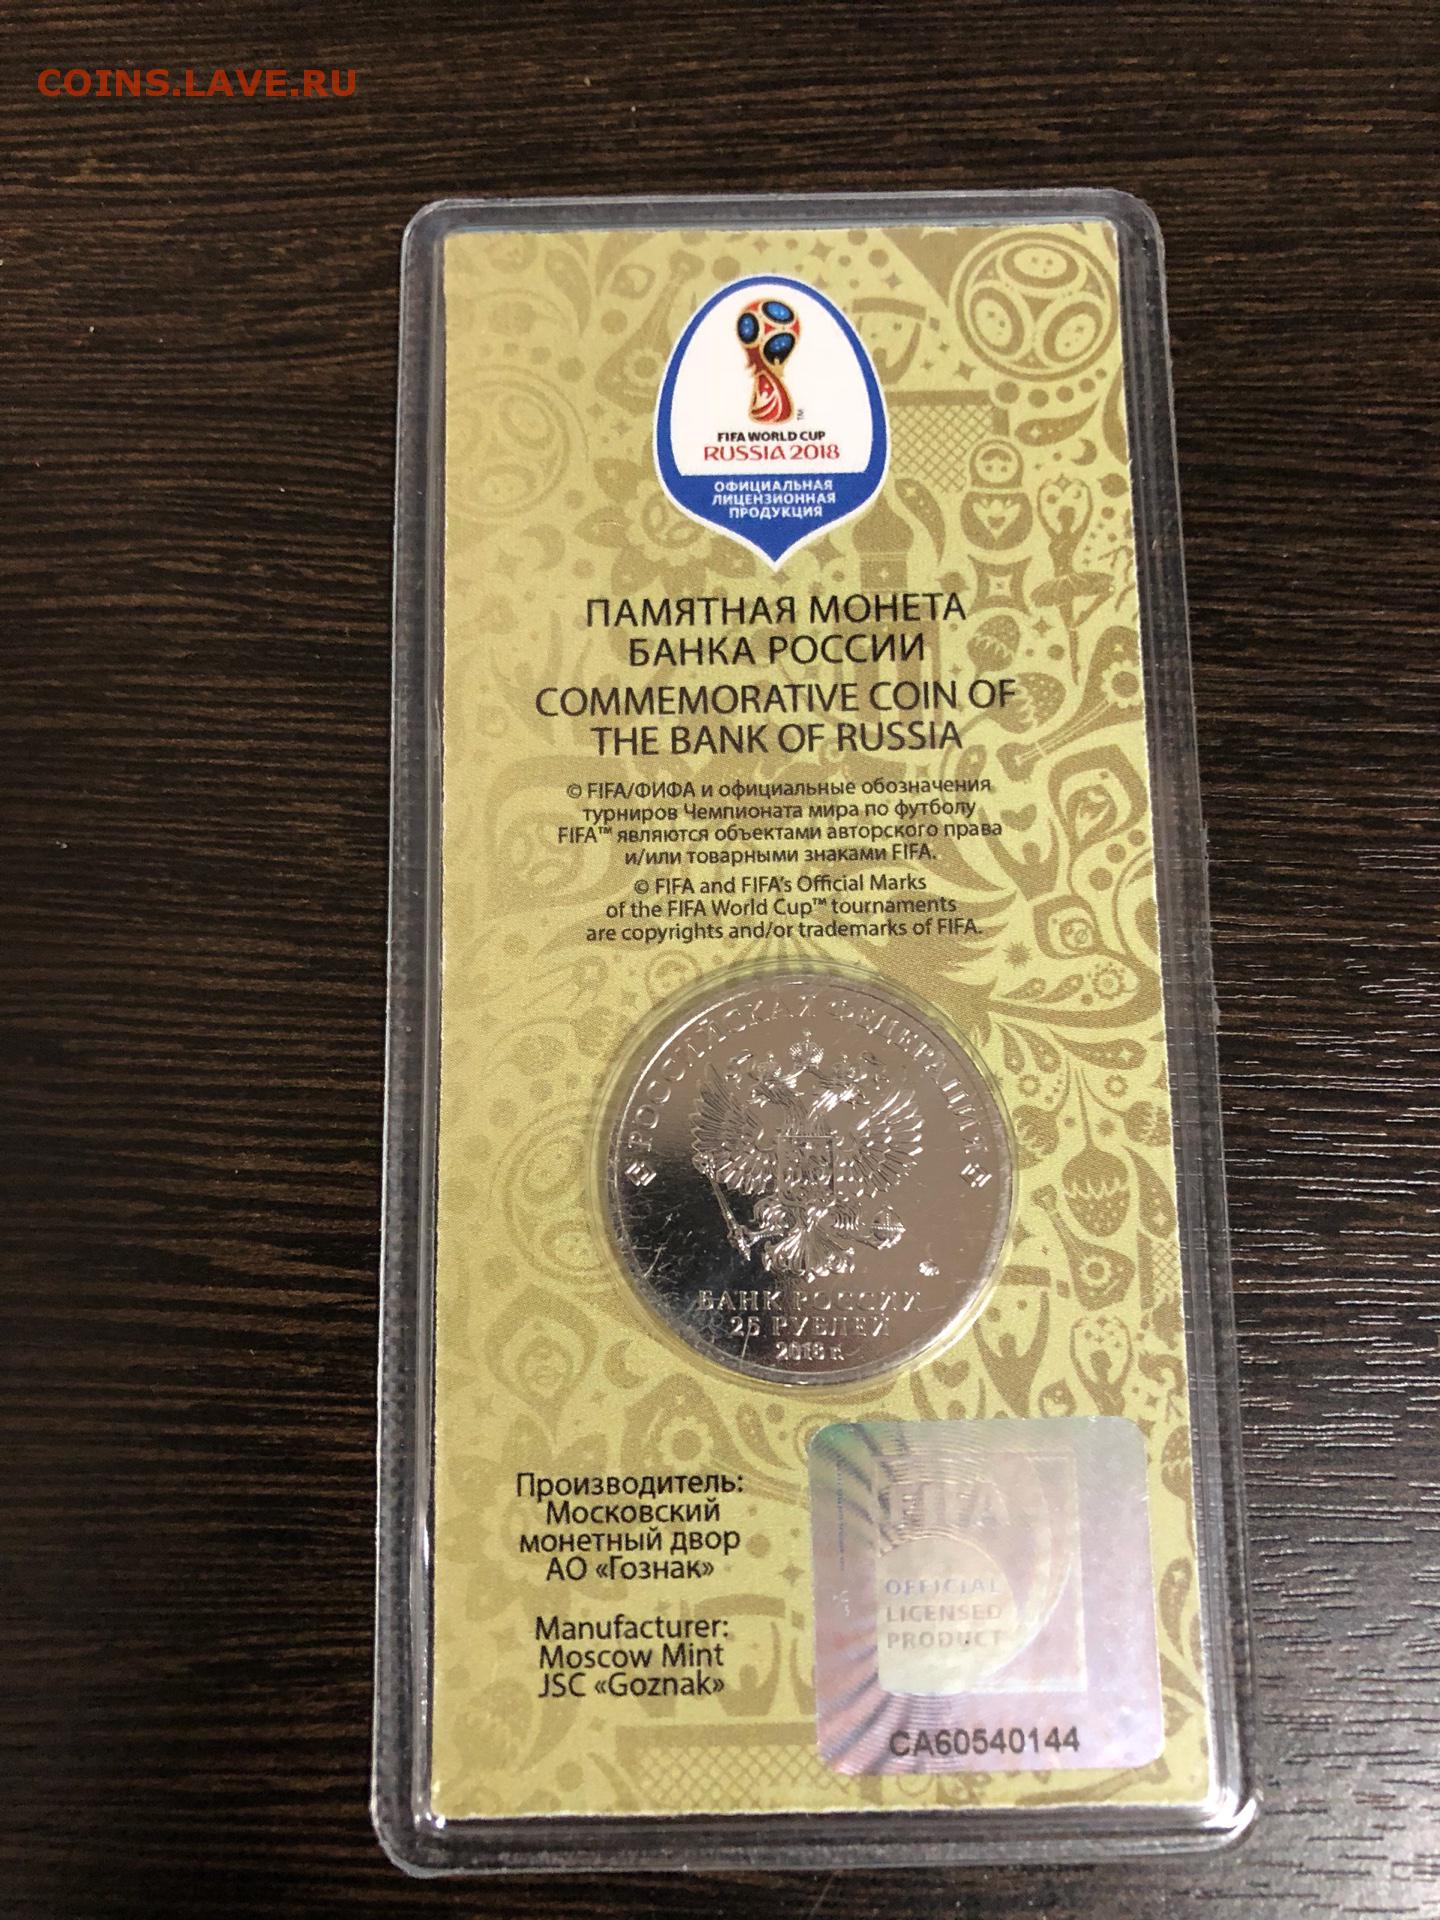 COINS.LAVE.RU
FIFA WORLD CUP
RUSSIA 2018
ОФИЦИАЛЬНАЯ
ЛИЦЕНЗИОННАЯ
ПРОДУКЦИЯ
ПАМЯТНАЯ МОНЕТА
БАНКА РОССИИ
COMMEMORATIVE COIN OF
THE BANK OF RUSSIA
© FIFA/ФИФА и официальные обозначения
турниров Чемпионата мира по футболу
FIFA™ являются объектами авторского права
и/или товарными знаками FIFA.
© FIFA and FIFA's Official Marks
of the FIFA World Cup™ tournaments
are copyrights and/or trademarks of FIFA.
РОССИЙСКАЯ ФЕДЕРАЦИЯ
БАНК РОССИИ
25 РУБЛЕЙ
2018 г.
Производитель:
Московский
монетный двор
АО «Гознак»
Manufacturer:
Moscow Mint
JSC «Goznak»
FIFA
OFFICIAL
LICENSED
PRODUCT
CA60540144